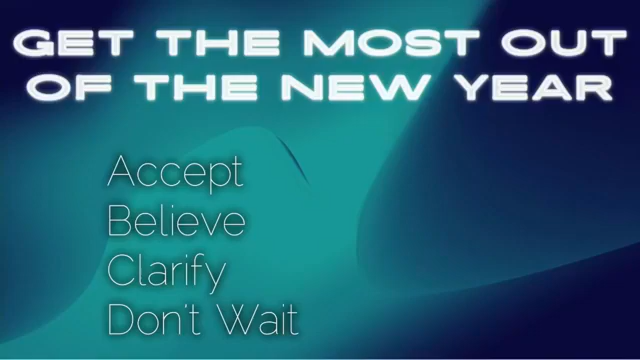 GET THE MOST OUT
OF THE NEW YEAR
Accept
Believe
Clarify
Don't Wait